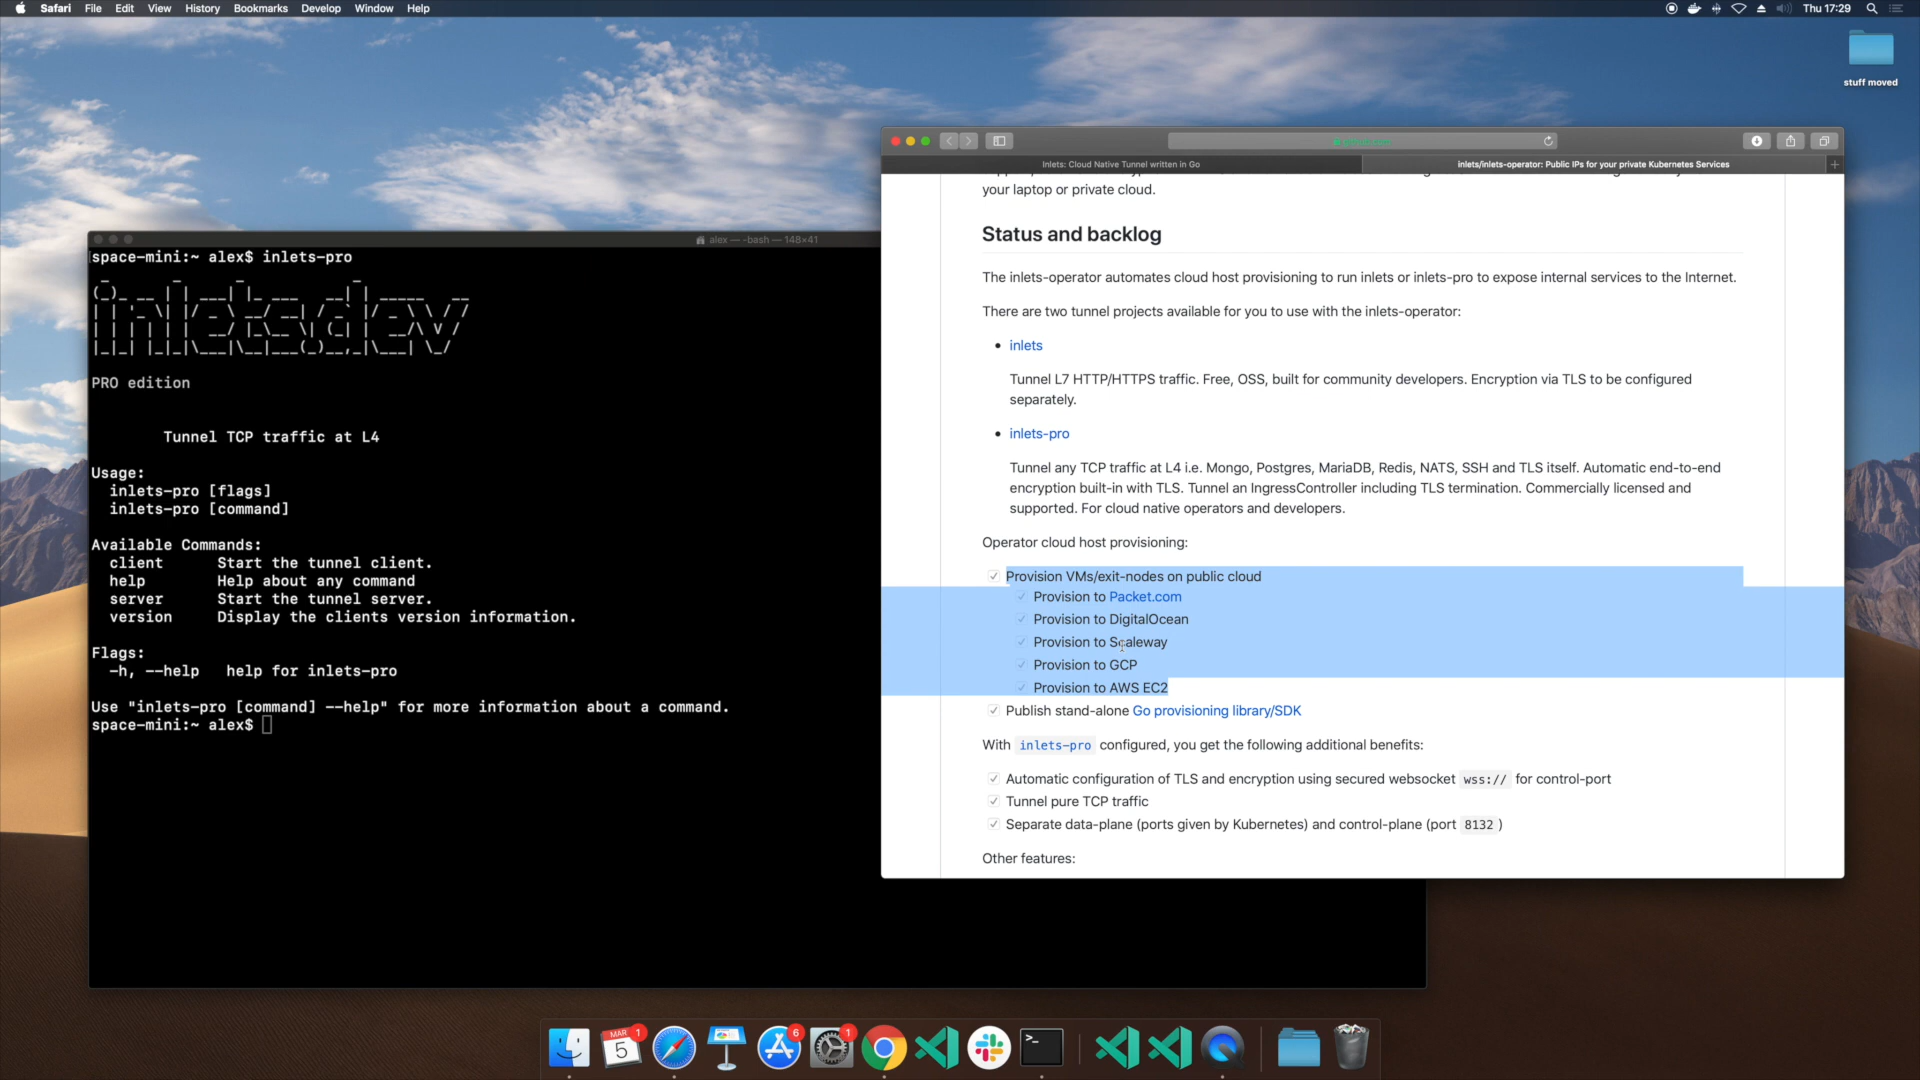 Safari File Edit View History Bookmarks Develop Window Help
Thu 17:29
stuff moved
alex — -bash — 148×41
space-mini:~ alex$ inlets-pro
inlets.dev
PRO edition
Tunnel TCP traffic at L4
Usage:
inlets-pro [flags]
inlets-pro [command]
Available Commands:
client Start the tunnel client.
help Help about any command
server Start the tunnel server.
version Display the clients version information.
Flags:
-h, --help help for inlets-pro
Use "inlets-pro [command] --help" for more information about a command.
space-mini:~ alex$
Inlets: Cloud Native Tunnel written in Go
inlets/inlets-operator: Public IPs for your private Kubernetes Services
your laptop or private cloud.
Status and backlog
The inlets-operator automates cloud host provisioning to run inlets or inlets-pro to expose internal services to the Internet.
There are two tunnel projects available for you to use with the inlets-operator:
• inlets
Tunnel L7 HTTP/HTTPS traffic. Free, OSS, built for community developers. Encryption via TLS to be configured
separately.
• inlets-pro
Tunnel any TCP traffic at L4 i.e. Mongo, Postgres, MariaDB, Redis, NATS, SSH and TLS itself. Automatic end-to-end
encryption built-in with TLS. Tunnel an IngressController including TLS termination. Commercially licensed and
supported. For cloud native operators and developers.
Operator cloud host provisioning:
Provision VMs/exit-nodes on public cloud
Provision to Packet.com
Provision to DigitalOcean
Provision to Scaleway
Provision to GCP
Provision to AWS EC2
Publish stand-alone Go provisioning library/SDK
With inlets-pro configured, you get the following additional benefits:
Automatic configuration of TLS and encryption using secured websocket wss:// for control-port
Tunnel pure TCP traffic
Separate data-plane (ports given by Kubernetes) and control-plane (port 8132 )
Other features:
MAR
5
1
6
1